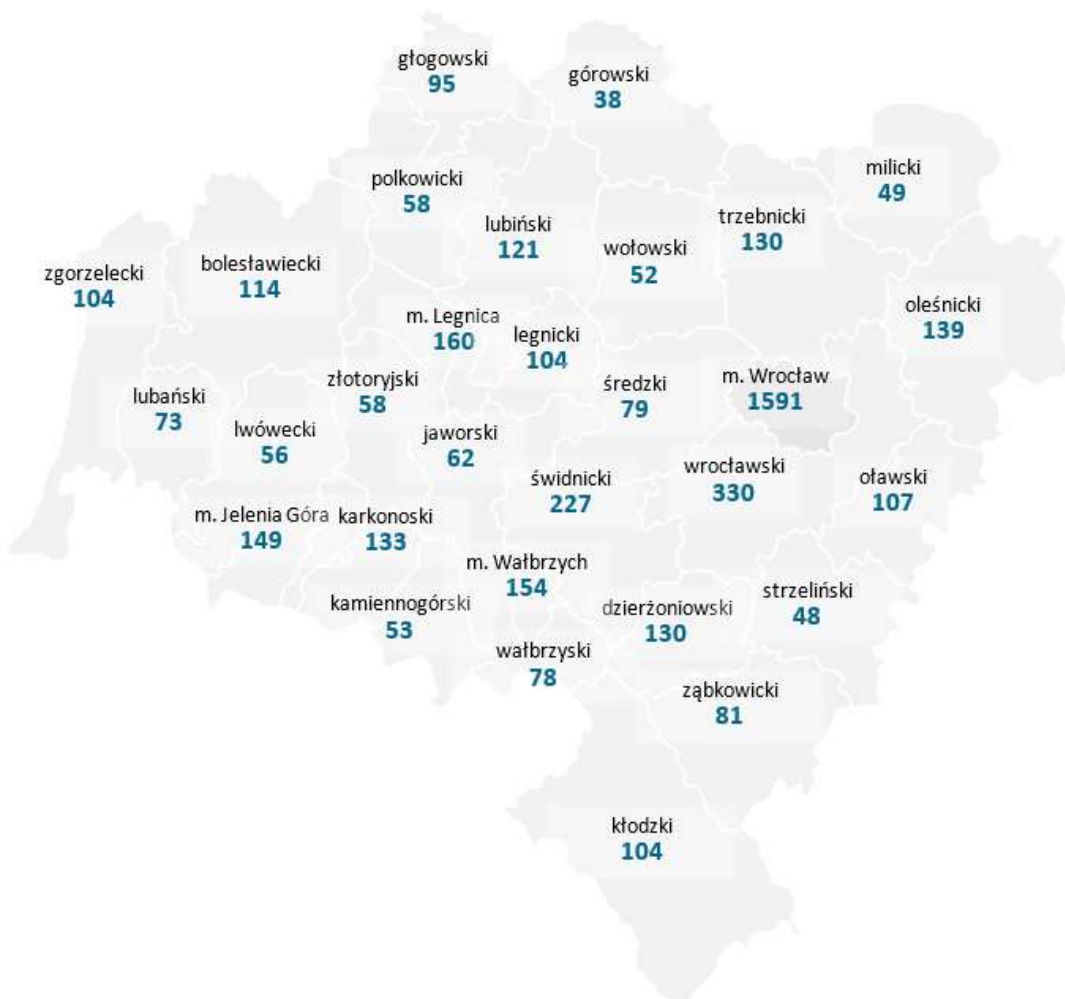 głogowski
95
górowski
38
milicki
49
polkowicki
58
lubiński
121
wołowski
52
trzebnicki
130
zgorzelecki
104
bolesławiecki
114
oleśnicki
139
m. Legnica
160
legnicki
104
lubański
73
lwówecki
56
złotoryjski
58
jaworski
62
średzki
79
m. Wrocław
1591
świdnicki
227
wrocławski
330
oławski
107
m. Jelenia Góra
149
karkonoski
133
m. Wałbrzych
154
kamiennogórski
53
wałbrzyski
78
dzierżoniowski
130
strzeliński
48
ząbkowicki
81
kłodzki
104